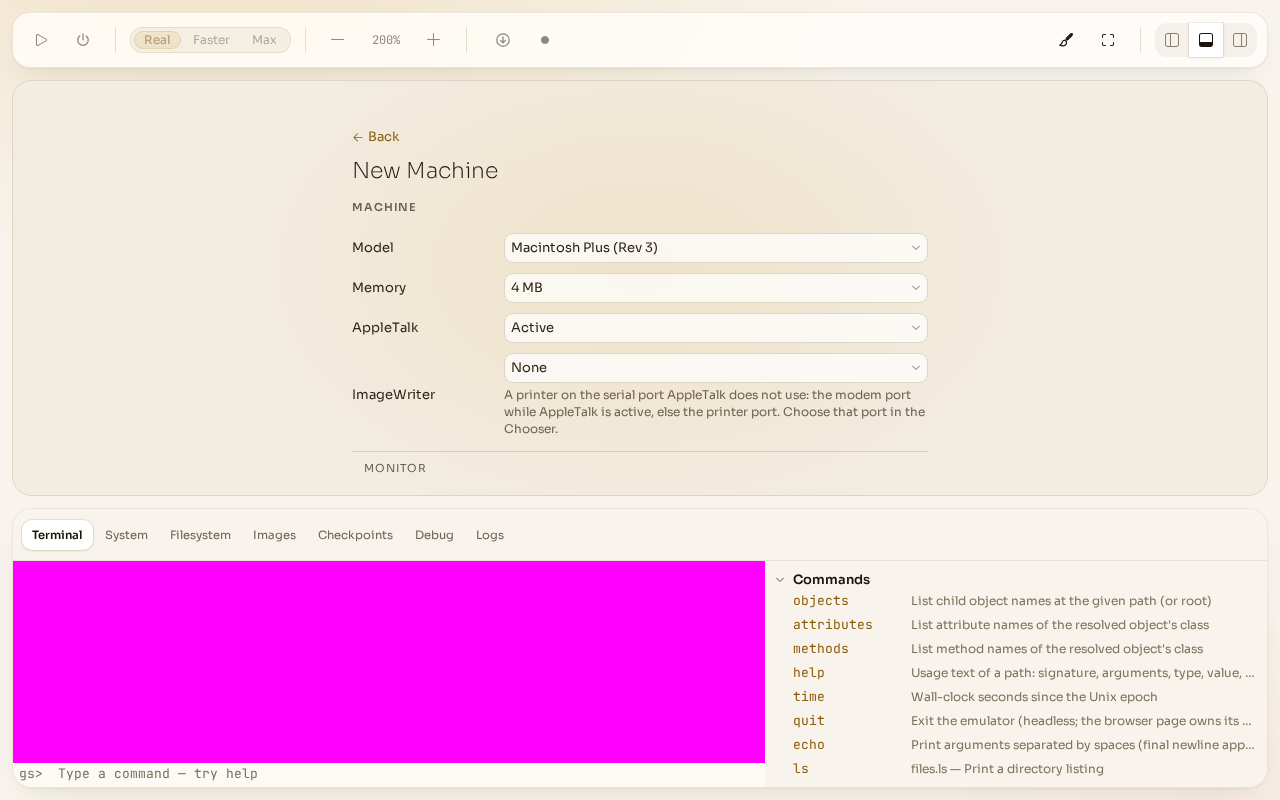 Real Faster Max 200%
← Back
New Machine
MACHINE
Model Macintosh Plus (Rev 3)
Memory 4 MB
AppleTalk Active
None
ImageWriter
A printer on the serial port AppleTalk does not use: the modem port
while AppleTalk is active, else the printer port. Choose that port in the
Chooser.
MONITOR
Terminal System Filesystem Images Checkpoints Debug Logs
Commands
objects List child object names at the given path (or root)
attributes List attribute names of the resolved object's class
methods List method names of the resolved object's class
help Usage text of a path: signature, arguments, type, value, ...
time Wall-clock seconds since the Unix epoch
quit Exit the emulator (headless; the browser page owns its ...
echo Print arguments separated by spaces (final newline app...
ls files.ls — Print a directory listing
gs> Type a command — try help